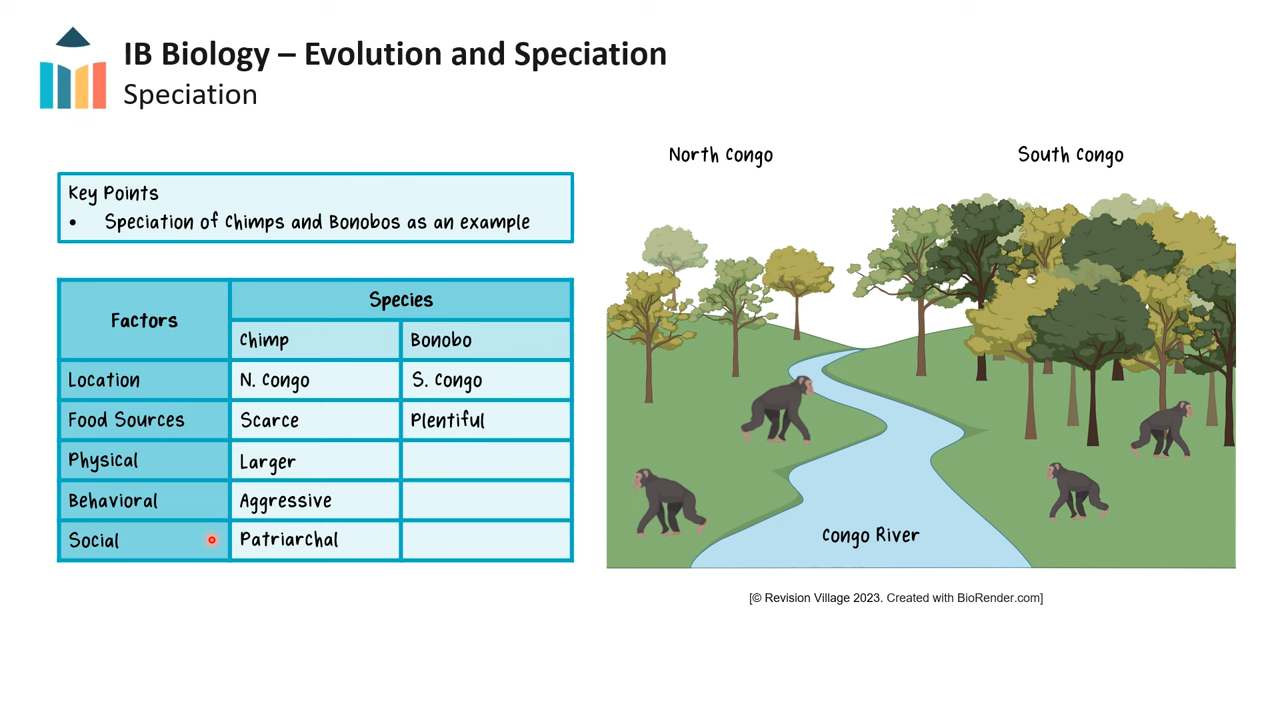 IB Biology – Evolution and Speciation
Speciation
Key Points
• Speciation of Chimps and Bonobos as an example
Factors
Species
Chimp
Bonobo
Location
N. Congo
S. Congo
Food Sources
Scarce
Plentiful
Physical
Larger
Behavioral
Aggressive
Social
Patriarchal
North Congo
South Congo
Congo River
[© Revision Village 2023. Created with BioRender.com]